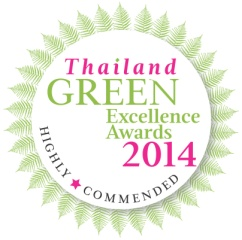 Thailand
GREEN
Excellence
Awards
2014
HIGHLY ★ COMMENDED